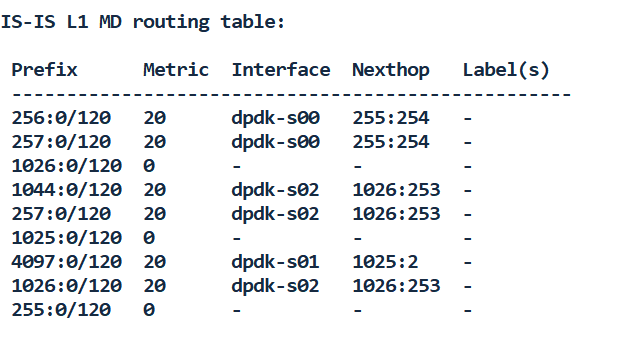 IS-IS L1 MD routing table:
Prefix Metric Interface Nexthop Label(s)
---------------------------------------------------
256:0/120 20 dpdk-s00 255:254 -
257:0/120 20 dpdk-s00 255:254 -
1026:0/120 0 - - -
1044:0/120 20 dpdk-s02 1026:253 -
257:0/120 20 dpdk-s02 1026:253 -
1025:0/120 0 - - -
4097:0/120 20 dpdk-s01 1025:2 -
1026:0/120 20 dpdk-s02 1026:253 -
255:0/120 0 - - -